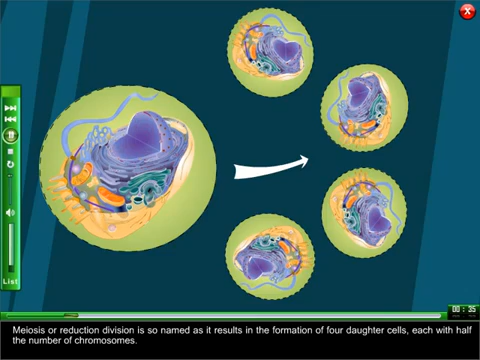 List
00 : 35
Meiosis or reduction division is so named as it results in the formation of four daughter cells, each with half
the number of chromosomes.